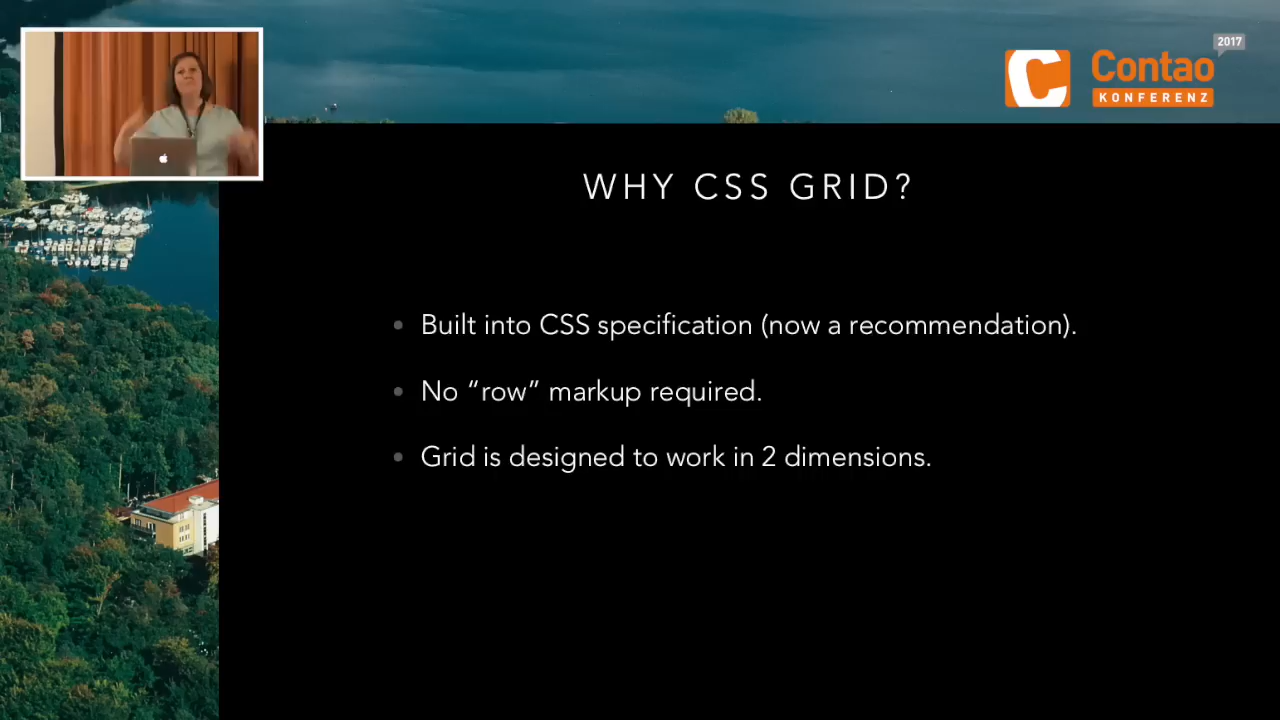 2017
Contao
KONFERENZ
WHY CSS GRID?
Built into CSS specification (now a recommendation).
No “row” markup required.
Grid is designed to work in 2 dimensions.